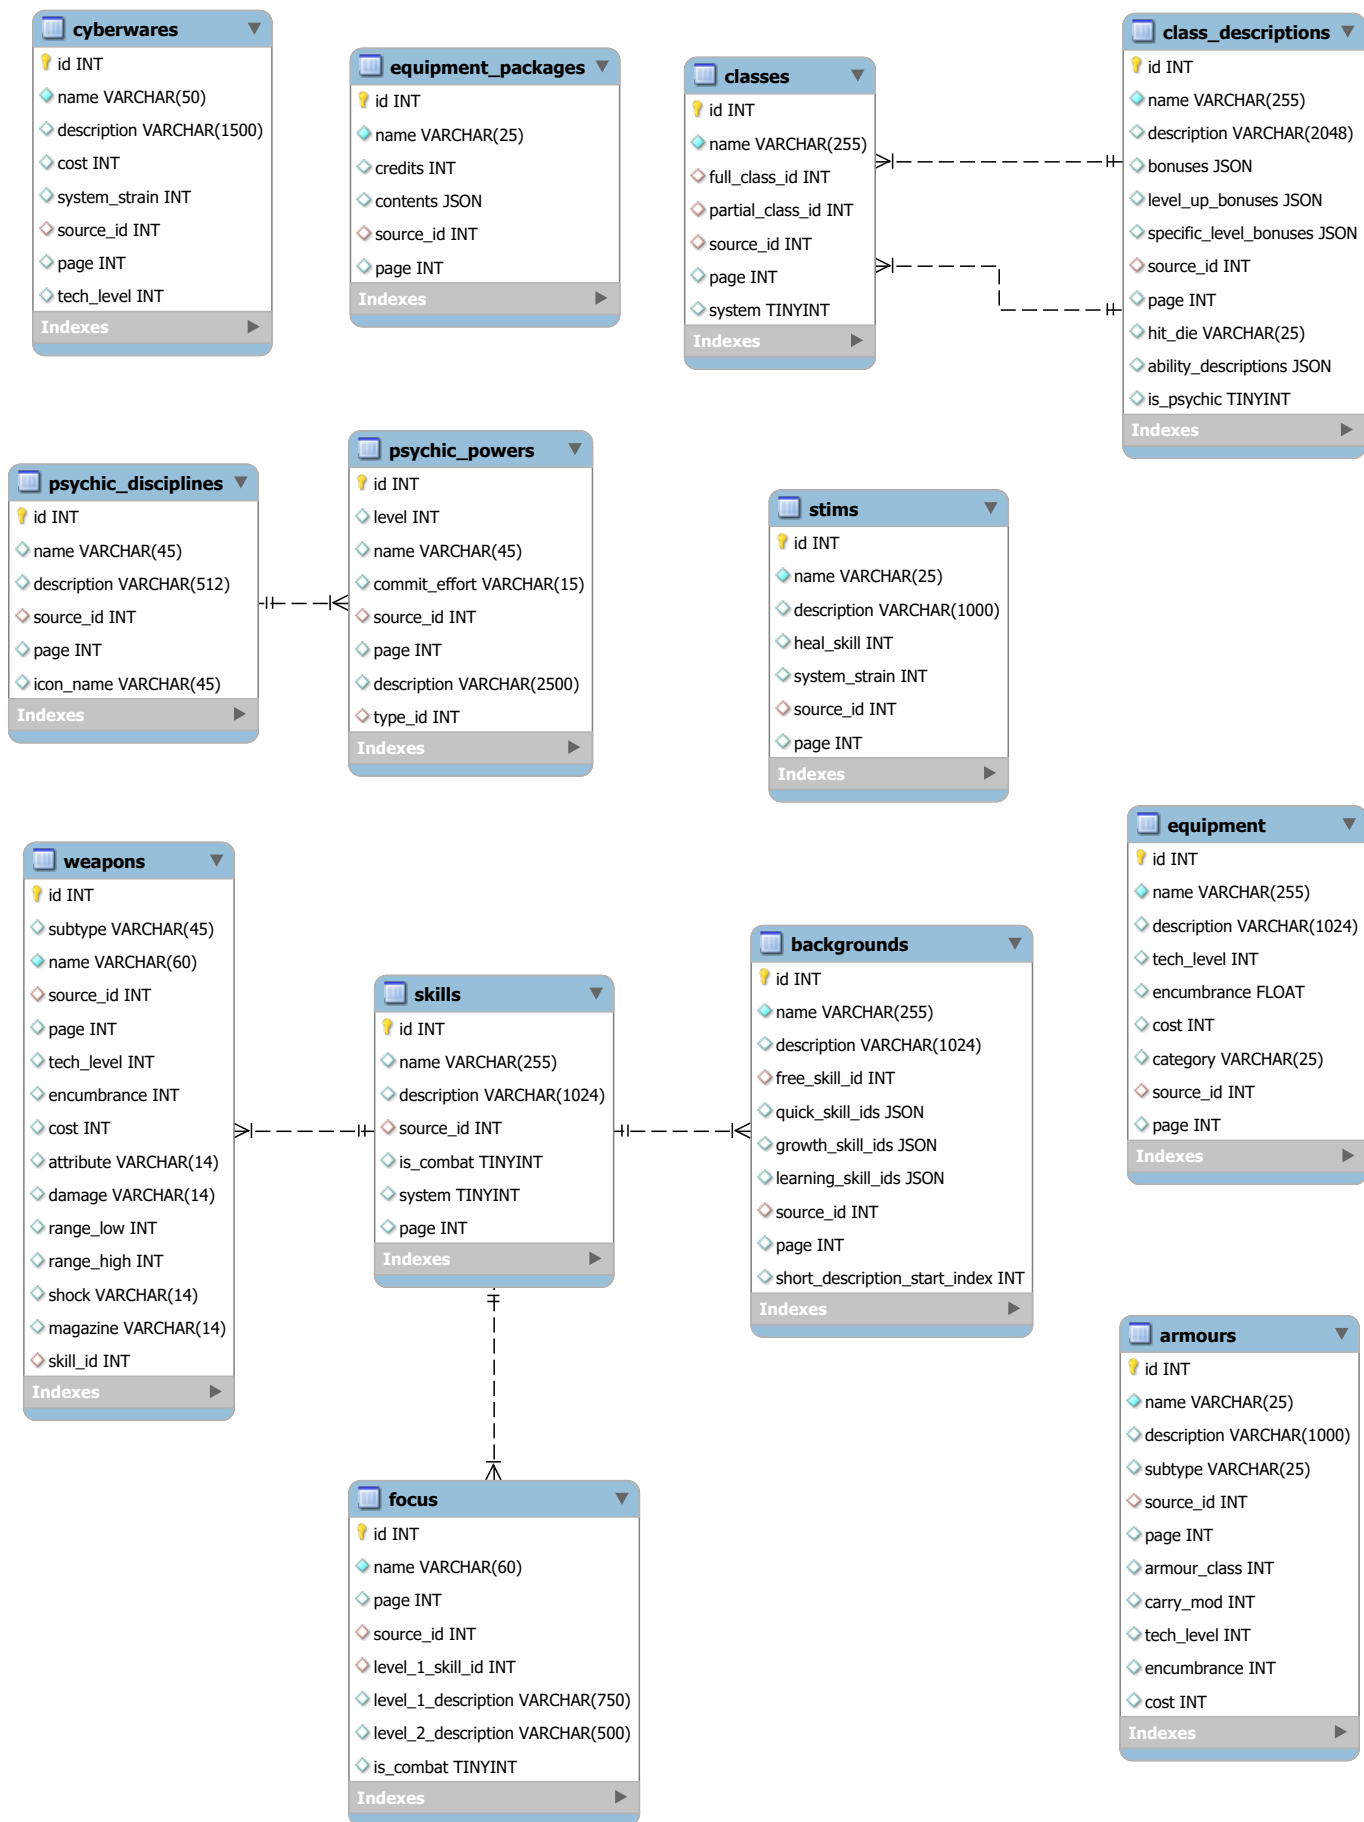 cyberwares
id INT
name VARCHAR(50)
description VARCHAR(1500)
cost INT
system_strain INT
source_id INT
page INT
tech_level INT
Indexes
equipment_packages
id INT
name VARCHAR(25)
credits INT
contents JSON
source_id INT
page INT
Indexes
classes
id INT
name VARCHAR(255)
full_class_id INT
partial_class_id INT
source_id INT
page INT
system TINYINT
Indexes
class_descriptions
id INT
name VARCHAR(255)
description VARCHAR(2048)
bonuses JSON
level_up_bonuses JSON
specific_level_bonuses JSON
source_id INT
page INT
hit_die VARCHAR(25)
ability_descriptions JSON
is_psychic TINYINT
Indexes
psychic_disciplines
id INT
name VARCHAR(45)
description VARCHAR(512)
source_id INT
page INT
icon_name VARCHAR(45)
Indexes
psychic_powers
id INT
level INT
name VARCHAR(45)
commit_effort VARCHAR(15)
source_id INT
page INT
description VARCHAR(2500)
type_id INT
Indexes
stims
id INT
name VARCHAR(25)
description VARCHAR(1000)
heal_skill INT
system_strain INT
source_id INT
page INT
Indexes
equipment
id INT
name VARCHAR(255)
description VARCHAR(1024)
tech_level INT
encumbrance FLOAT
cost INT
category VARCHAR(25)
source_id INT
page INT
Indexes
weapons
id INT
subtype VARCHAR(45)
name VARCHAR(60)
source_id INT
page INT
tech_level INT
encumbrance INT
cost INT
attribute VARCHAR(14)
damage VARCHAR(14)
range_low INT
range_high INT
shock VARCHAR(14)
magazine VARCHAR(14)
skill_id INT
Indexes
skills
id INT
name VARCHAR(255)
description VARCHAR(1024)
source_id INT
is_combat TINYINT
system TINYINT
page INT
Indexes
backgrounds
id INT
name VARCHAR(255)
description VARCHAR(1024)
free_skill_id INT
quick_skill_ids JSON
growth_skill_ids JSON
learning_skill_ids JSON
source_id INT
page INT
short_description_start_index INT
Indexes
armours
id INT
name VARCHAR(25)
description VARCHAR(1000)
subtype VARCHAR(25)
source_id INT
page INT
armour_class INT
carry_mod INT
tech_level INT
encumbrance INT
cost INT
Indexes
focus
id INT
name VARCHAR(60)
page INT
source_id INT
level_1_skill_id INT
level_1_description VARCHAR(750)
level_2_description VARCHAR(500)
is_combat TINYINT
Indexes